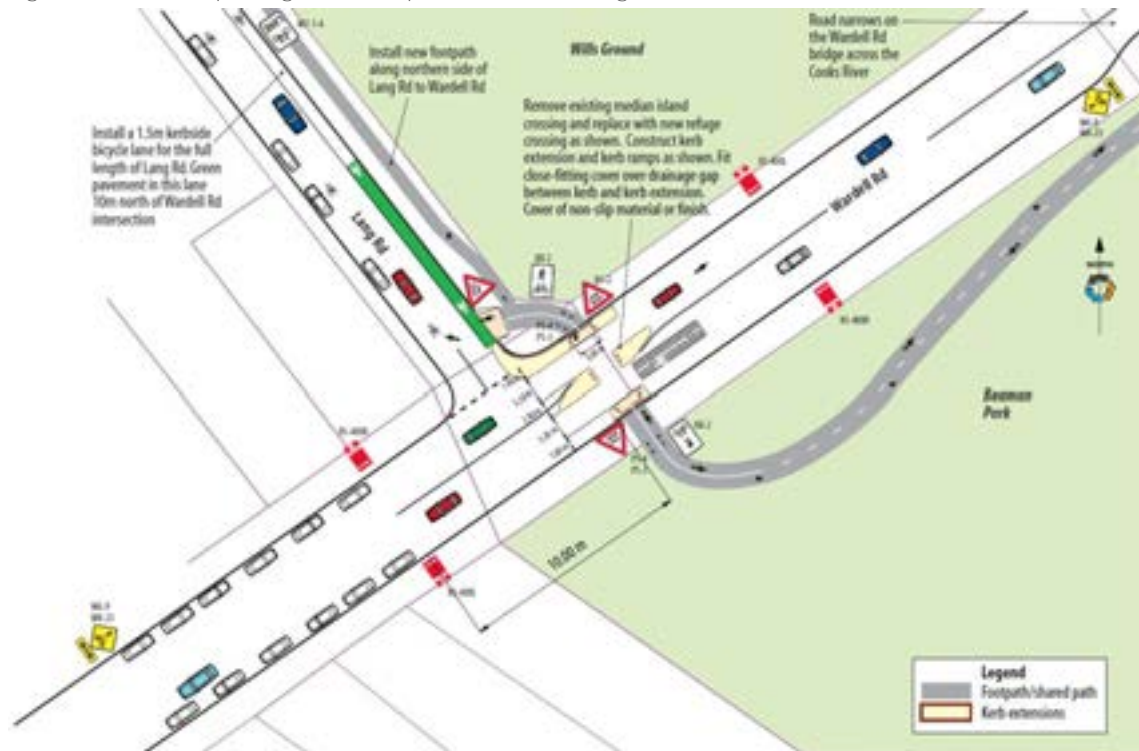 Install new footpath
along northern side of
Lang Rd to Wardell Rd
Wills Ground
Road narrows on
the Wardell Rd
bridge across the
Cooks River
Remove existing median island
crossing and replace with new refuge
crossing as shown. Construct kerb
extension and kerb ramps as shown. Fit
close-fitting cover over drainage gap
between kerb and kerb extension.
Cover of non-slip material or finish.
Install a 1.5m kerbside
bicycle lane for the full
length of Lang Rd. Green
pavement in this lane
10m north of Wardell Rd
intersection
Lang Rd
Wardell Rd
NORTH
Beaman
Park
10.00 m
Legend
Footpath/shared path
Kerb extensions